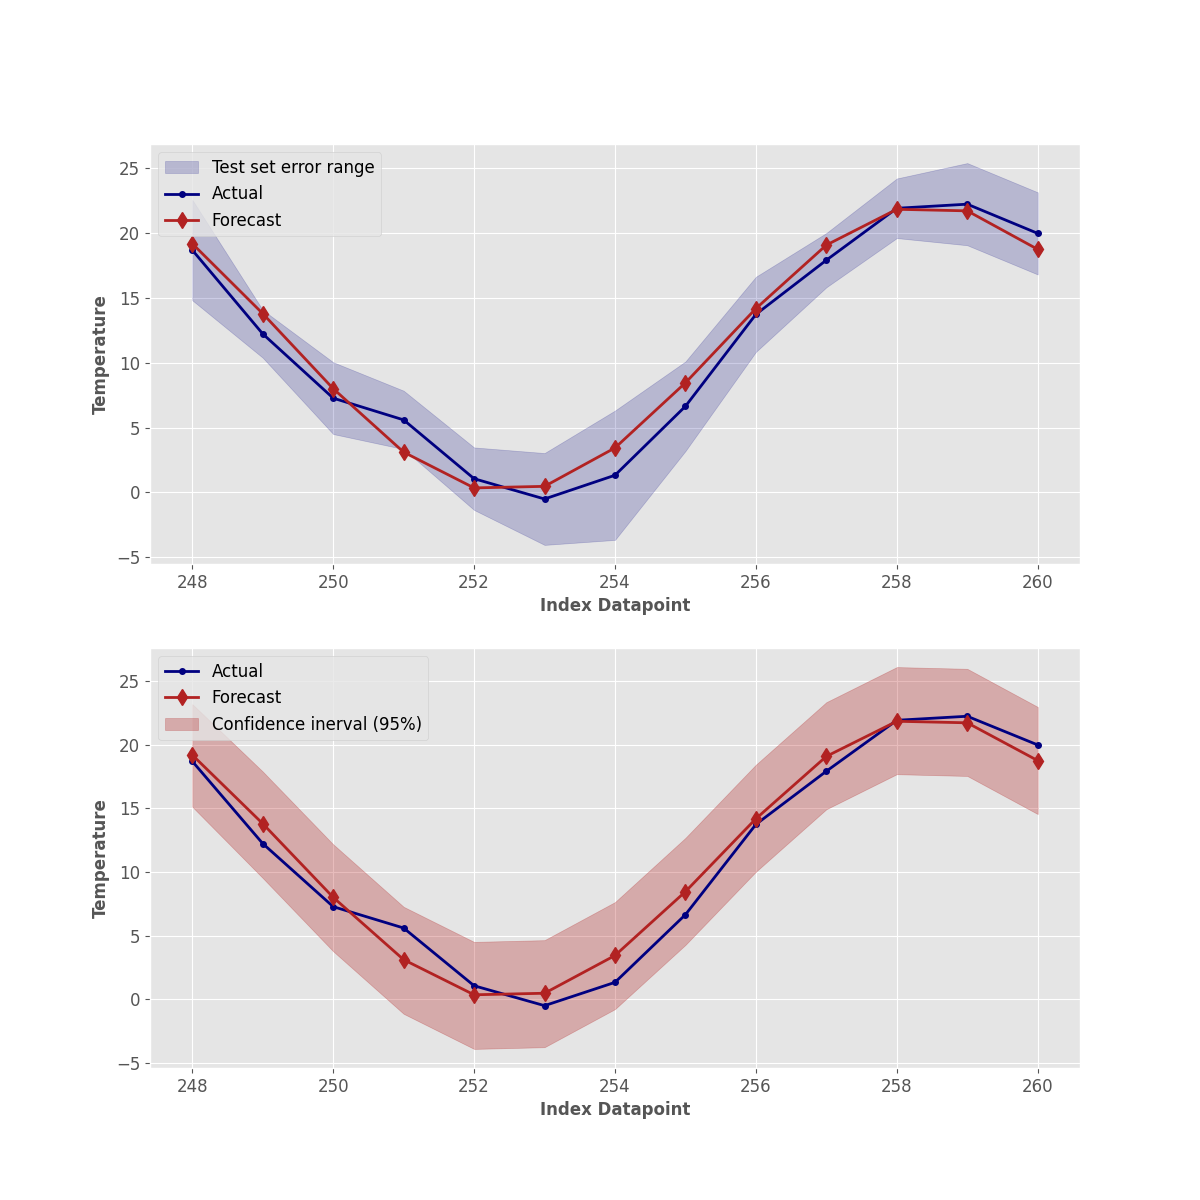 Test set error range
Actual
Forecast
25
20
15
10
5
0
−5
Temperature
248 250 252 254 256 258 260
Index Datapoint
Actual
Forecast
Confidence inerval (95%)
25
20
15
10
5
0
−5
Temperature
248 250 252 254 256 258 260
Index Datapoint